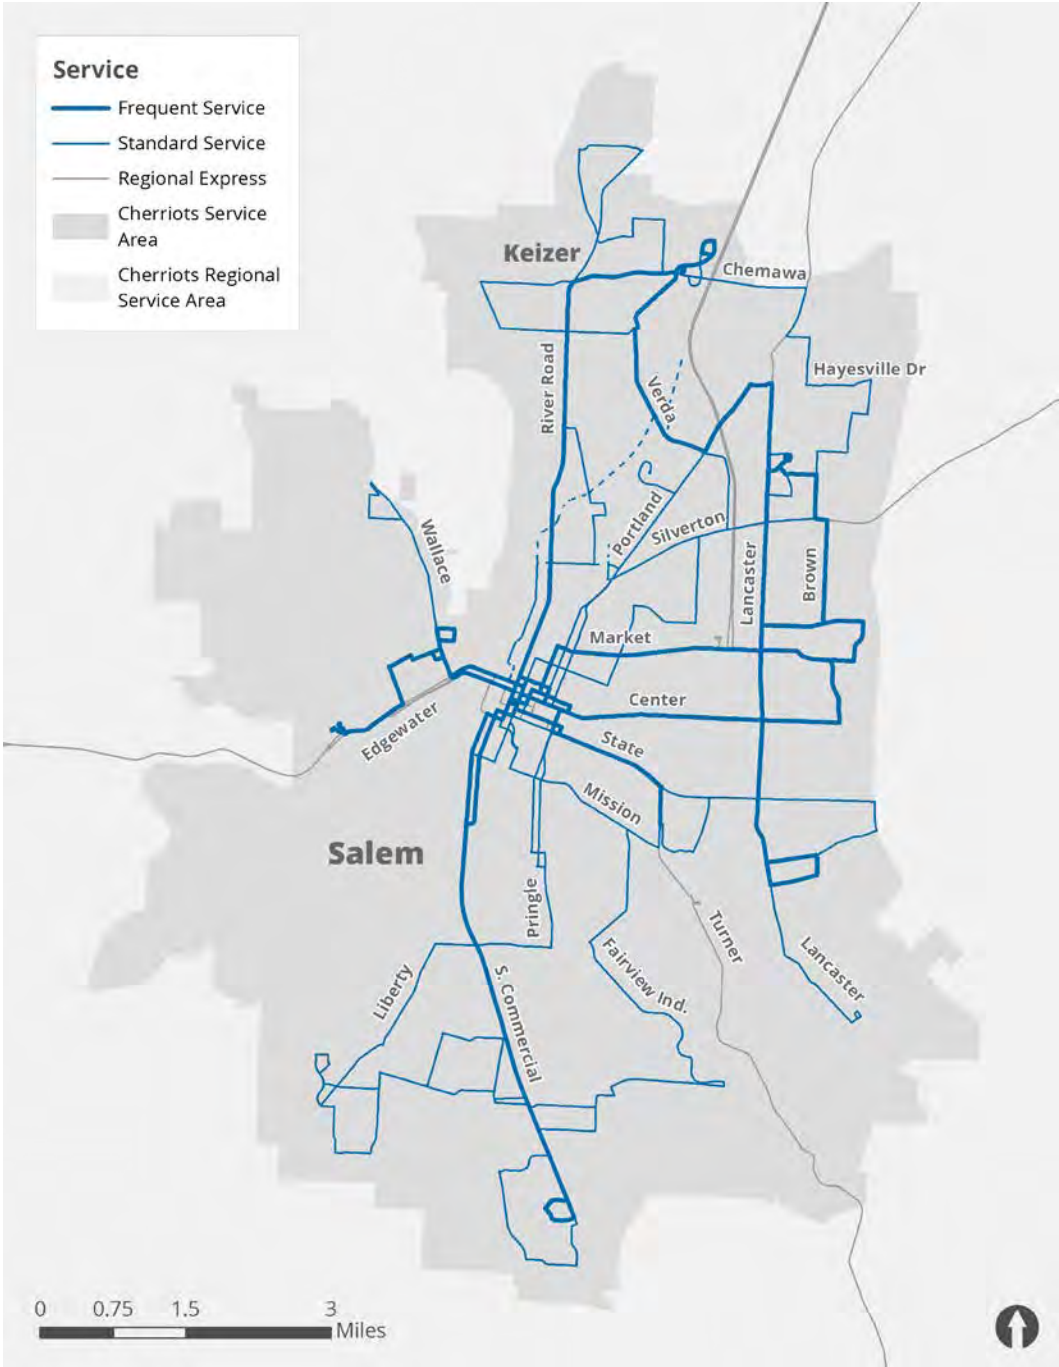 Service
Frequent Service
Standard Service
Regional Express
Cherriots Service
Area
Cherriots Regional
Service Area
Keizer
Chemawa
Hayesville Dr
River Road
Verda
Portland
Silverton
Wallace
Lancaster
Brown
Market
Center
Edgewater
State
Mission
Salem
Pringle
Turner
Lancaster
Fairview Ind.
Liberty
S. Commercial
0 0.75 1.5 3
Miles